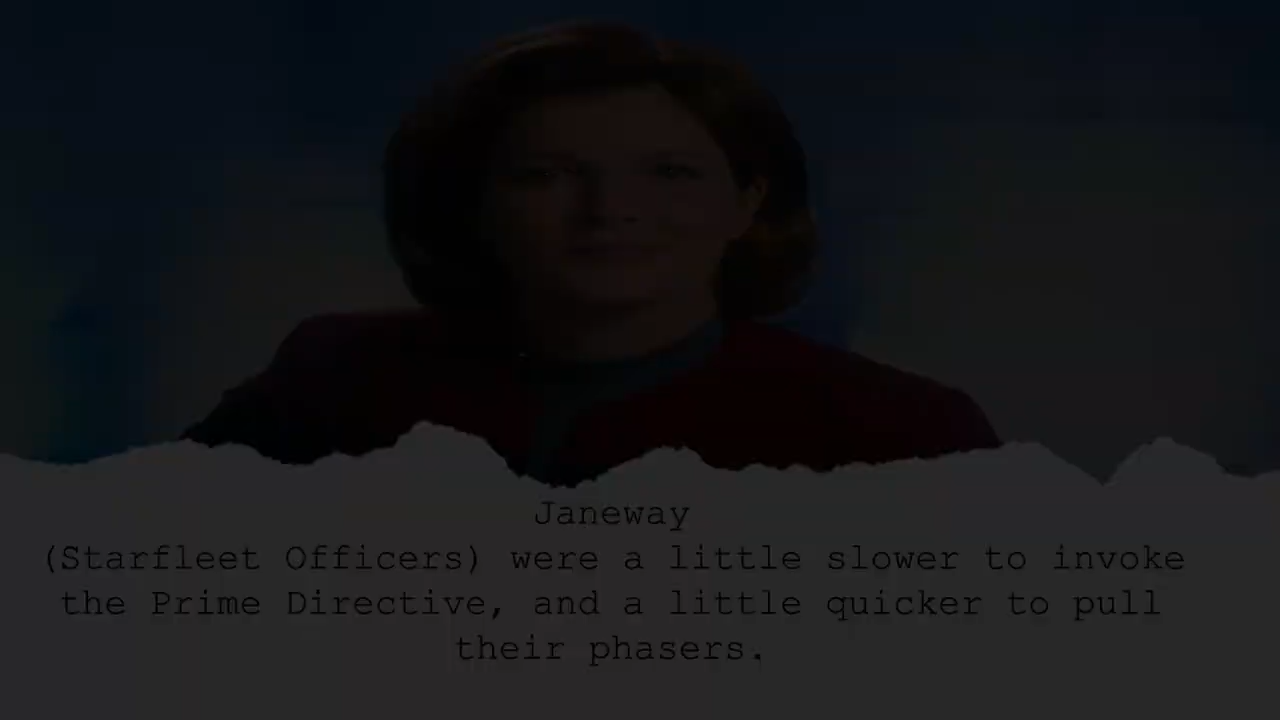 Janeway
(Starfleet Officers) were a little slower to invoke
the Prime Directive, and a little quicker to pull
their phasers.